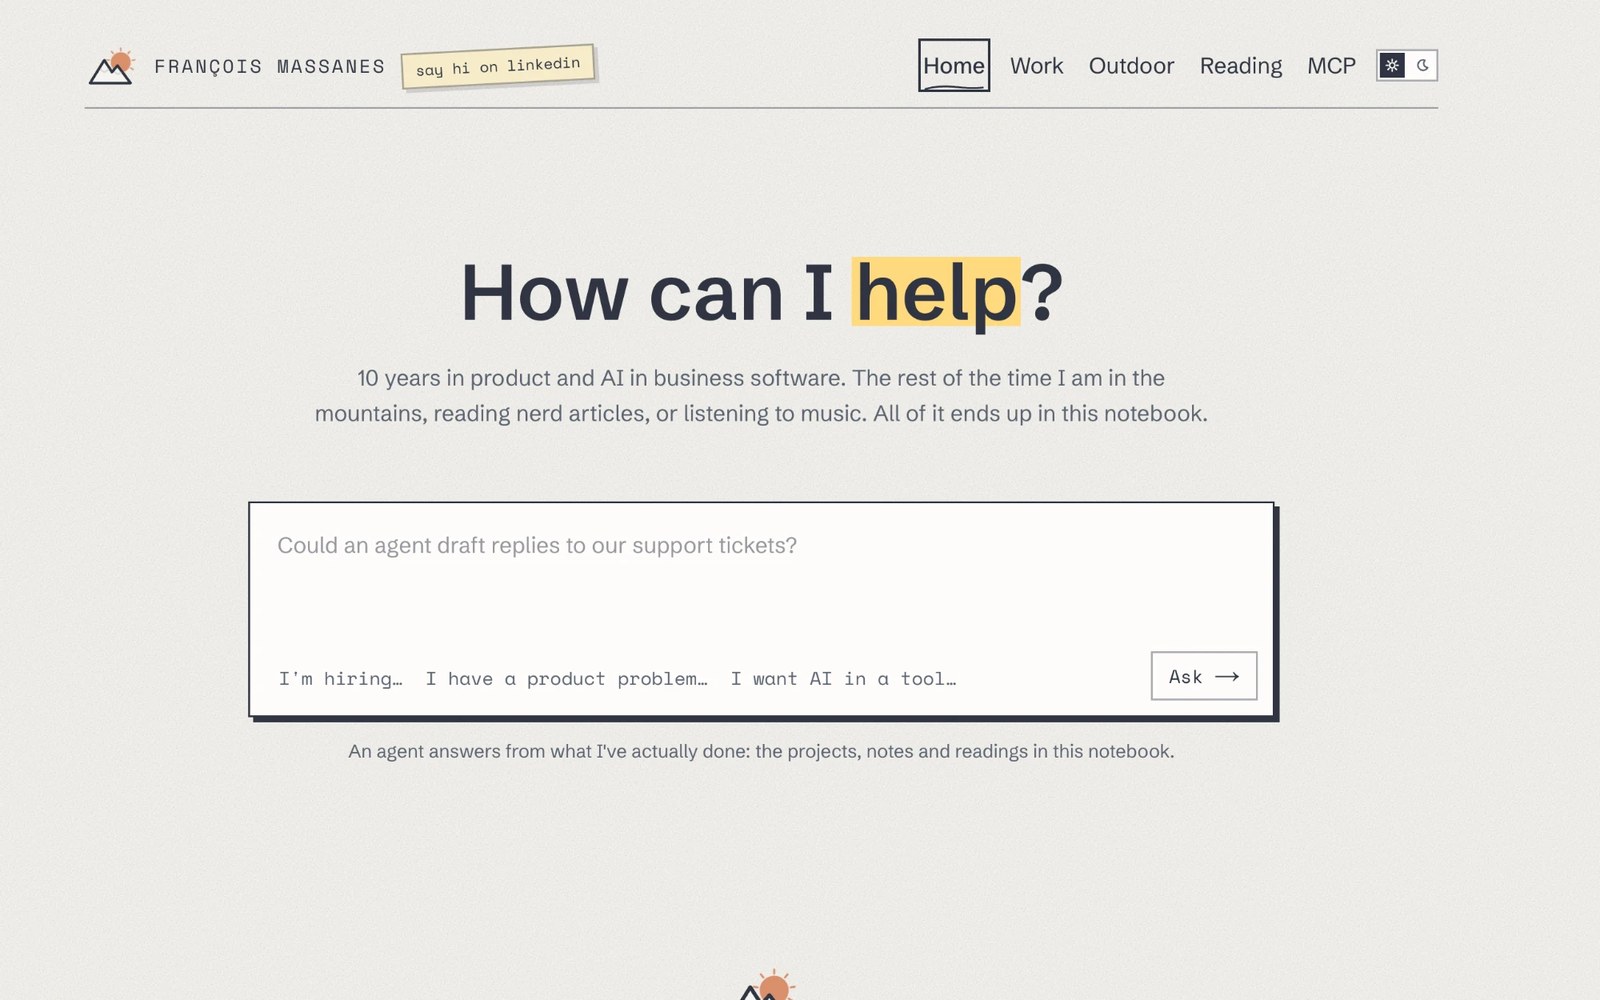 FRANÇOIS MASSANES
say hi on linkedin
Home Work Outdoor Reading MCP
How can I help?
10 years in product and AI in business software. The rest of the time I am in the
mountains, reading nerd articles, or listening to music. All of it ends up in this notebook.
Could an agent draft replies to our support tickets?
I'm hiring… I have a product problem… I want AI in a tool…
Ask →
An agent answers from what I've actually done: the projects, notes and readings in this notebook.